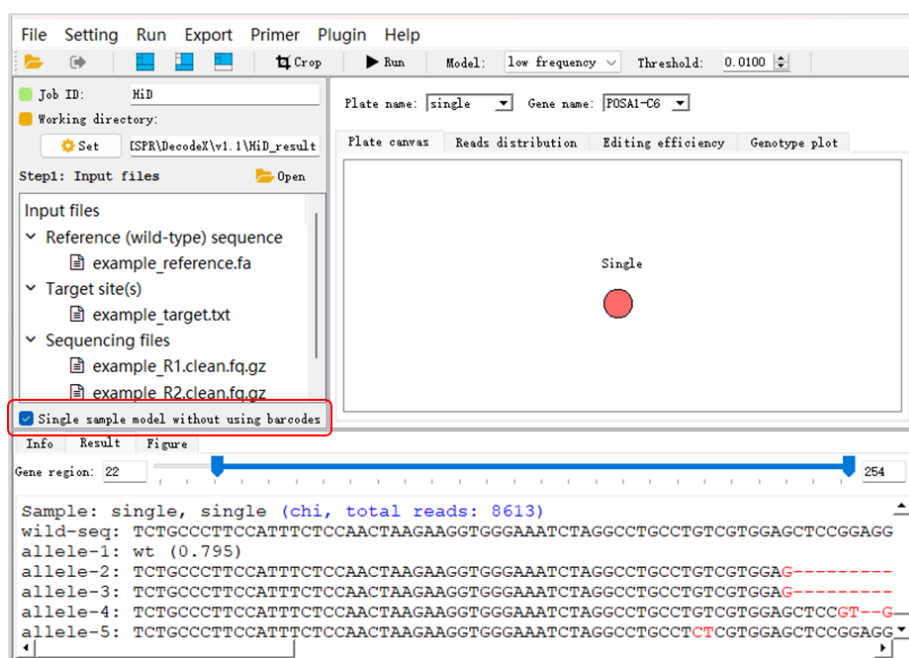 File Setting Run Export Primer Plugin Help
Crop Run Model: low frequency Threshold: 0.0100
Job ID: HiD
Working directory:
Set [SPR\DecodeX\v1.1\HiD_result
Step1: Input files Open
Input files
Reference (wild-type) sequence
example_reference.fa
Target site(s)
example_target.txt
Sequencing files
example_R1.clean.fq.gz
example_R2.clean.fq.gz
Single sample model without using barcodes
Plate name: single Gene name: POSA1-C6
Plate canvas Reads distribution Editing efficiency Genotype plot
Single
Info Result Figure
Gene region: 22 254
Sample: single, single (chi, total reads: 8613)
wild-seq: TCTGCCCTTCCATTTCTCCAACTAAGAAGGTGGGAAATCTAGGCCTGCCTGTCGTGGAGCTCCGGAGG
allele-1: wt (0.795)
allele-2: TCTGCCCTTCCATTTCTCCAACTAAGAAGGTGGGAAATCTAGGCCTGCCTGTCGTGGAG---------
allele-3: TCTGCCCTTCCATTTCTCCAACTAAGAAGGTGGGAAATCTAGGCCTGCCTGTCGTGGAG---------
allele-4: TCTGCCCTTCCATTTCTCCAACTAAGAAGGTGGGAAATCTAGGCCTGCCTGTCGTGGAGCTCCGT--G
allele-5: TCTGCCCTTCCATTTCTCCAACTAAGAAGGTGGGAAATCTAGGCCTGCCTCTCGTGGAGCTCCGGAGG